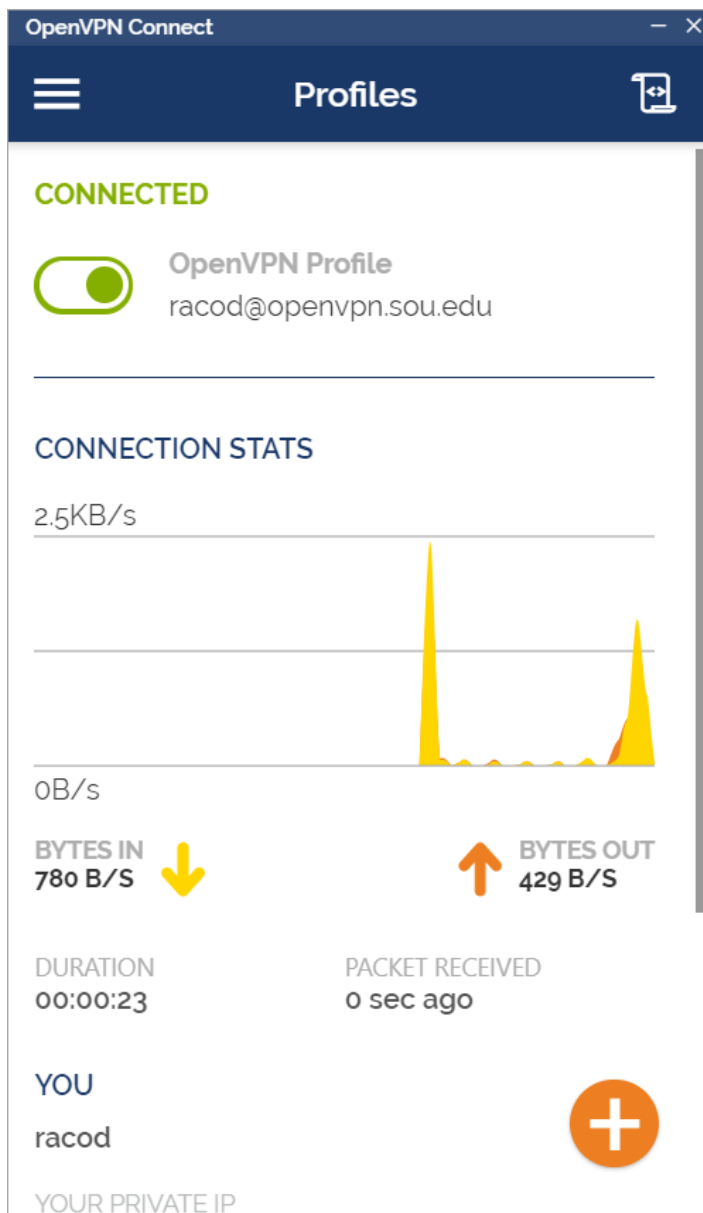 OpenVPN Connect
Profiles
CONNECTED
OpenVPN Profile
racod@openvpn.sou.edu
CONNECTION STATS
2.5KB/s
0B/s
BYTES IN
780 B/S
BYTES OUT
429 B/S
DURATION
00:00:23
PACKET RECEIVED
0 sec ago
YOU
racod
YOUR PRIVATE IP